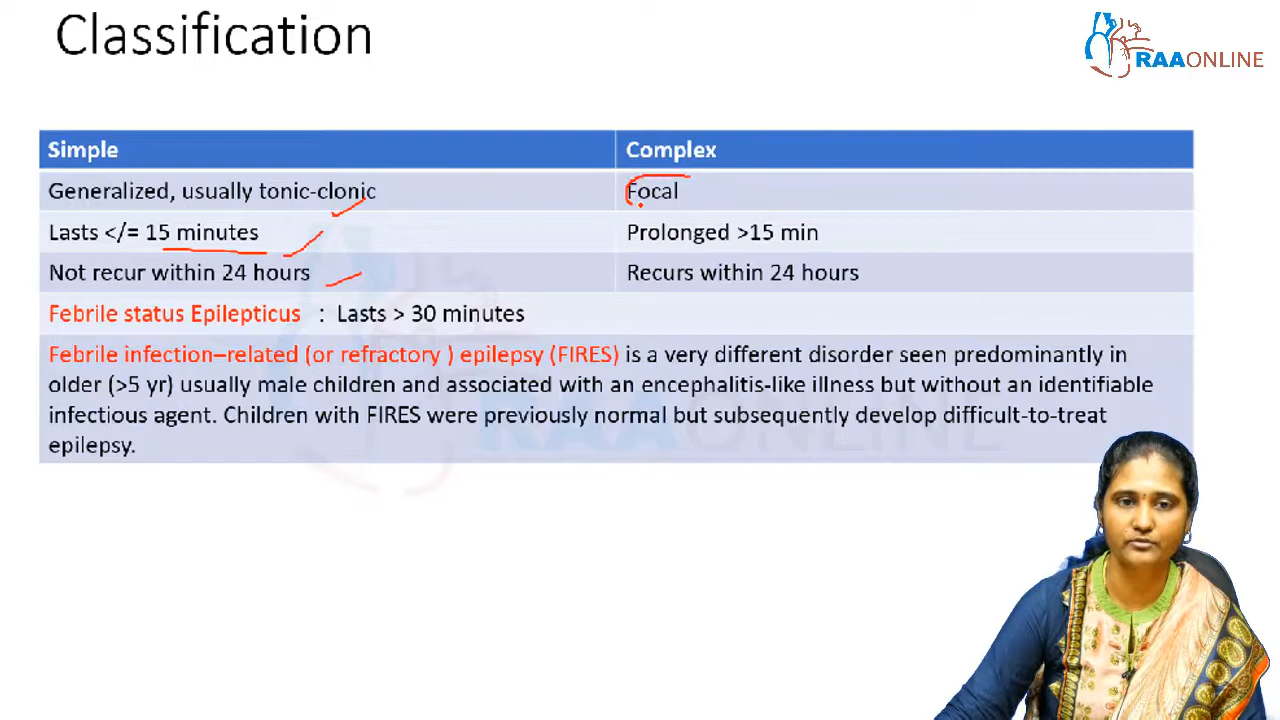 Classification
RAAONLINE
Simple
Complex
Generalized, usually tonic-clonic
Focal
Lasts </= 15 minutes
Prolonged >15 min
Not recur within 24 hours
Recurs within 24 hours
Febrile status Epilepticus : Lasts > 30 minutes
Febrile infection–related (or refractory ) epilepsy (FIRES) is a very different disorder seen predominantly in
older (>5 yr) usually male children and associated with an encephalitis-like illness but without an identifiable
infectious agent. Children with FIRES were previously normal but subsequently develop difficult-to-treat
epilepsy.
RAAONLINE